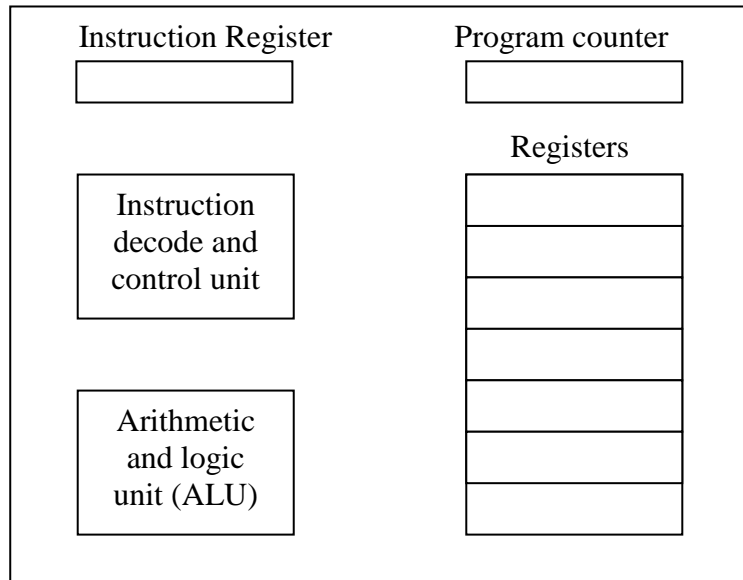 Instruction Register
Program counter
Registers
Instruction
decode and
control unit
Arithmetic
and logic
unit (ALU)